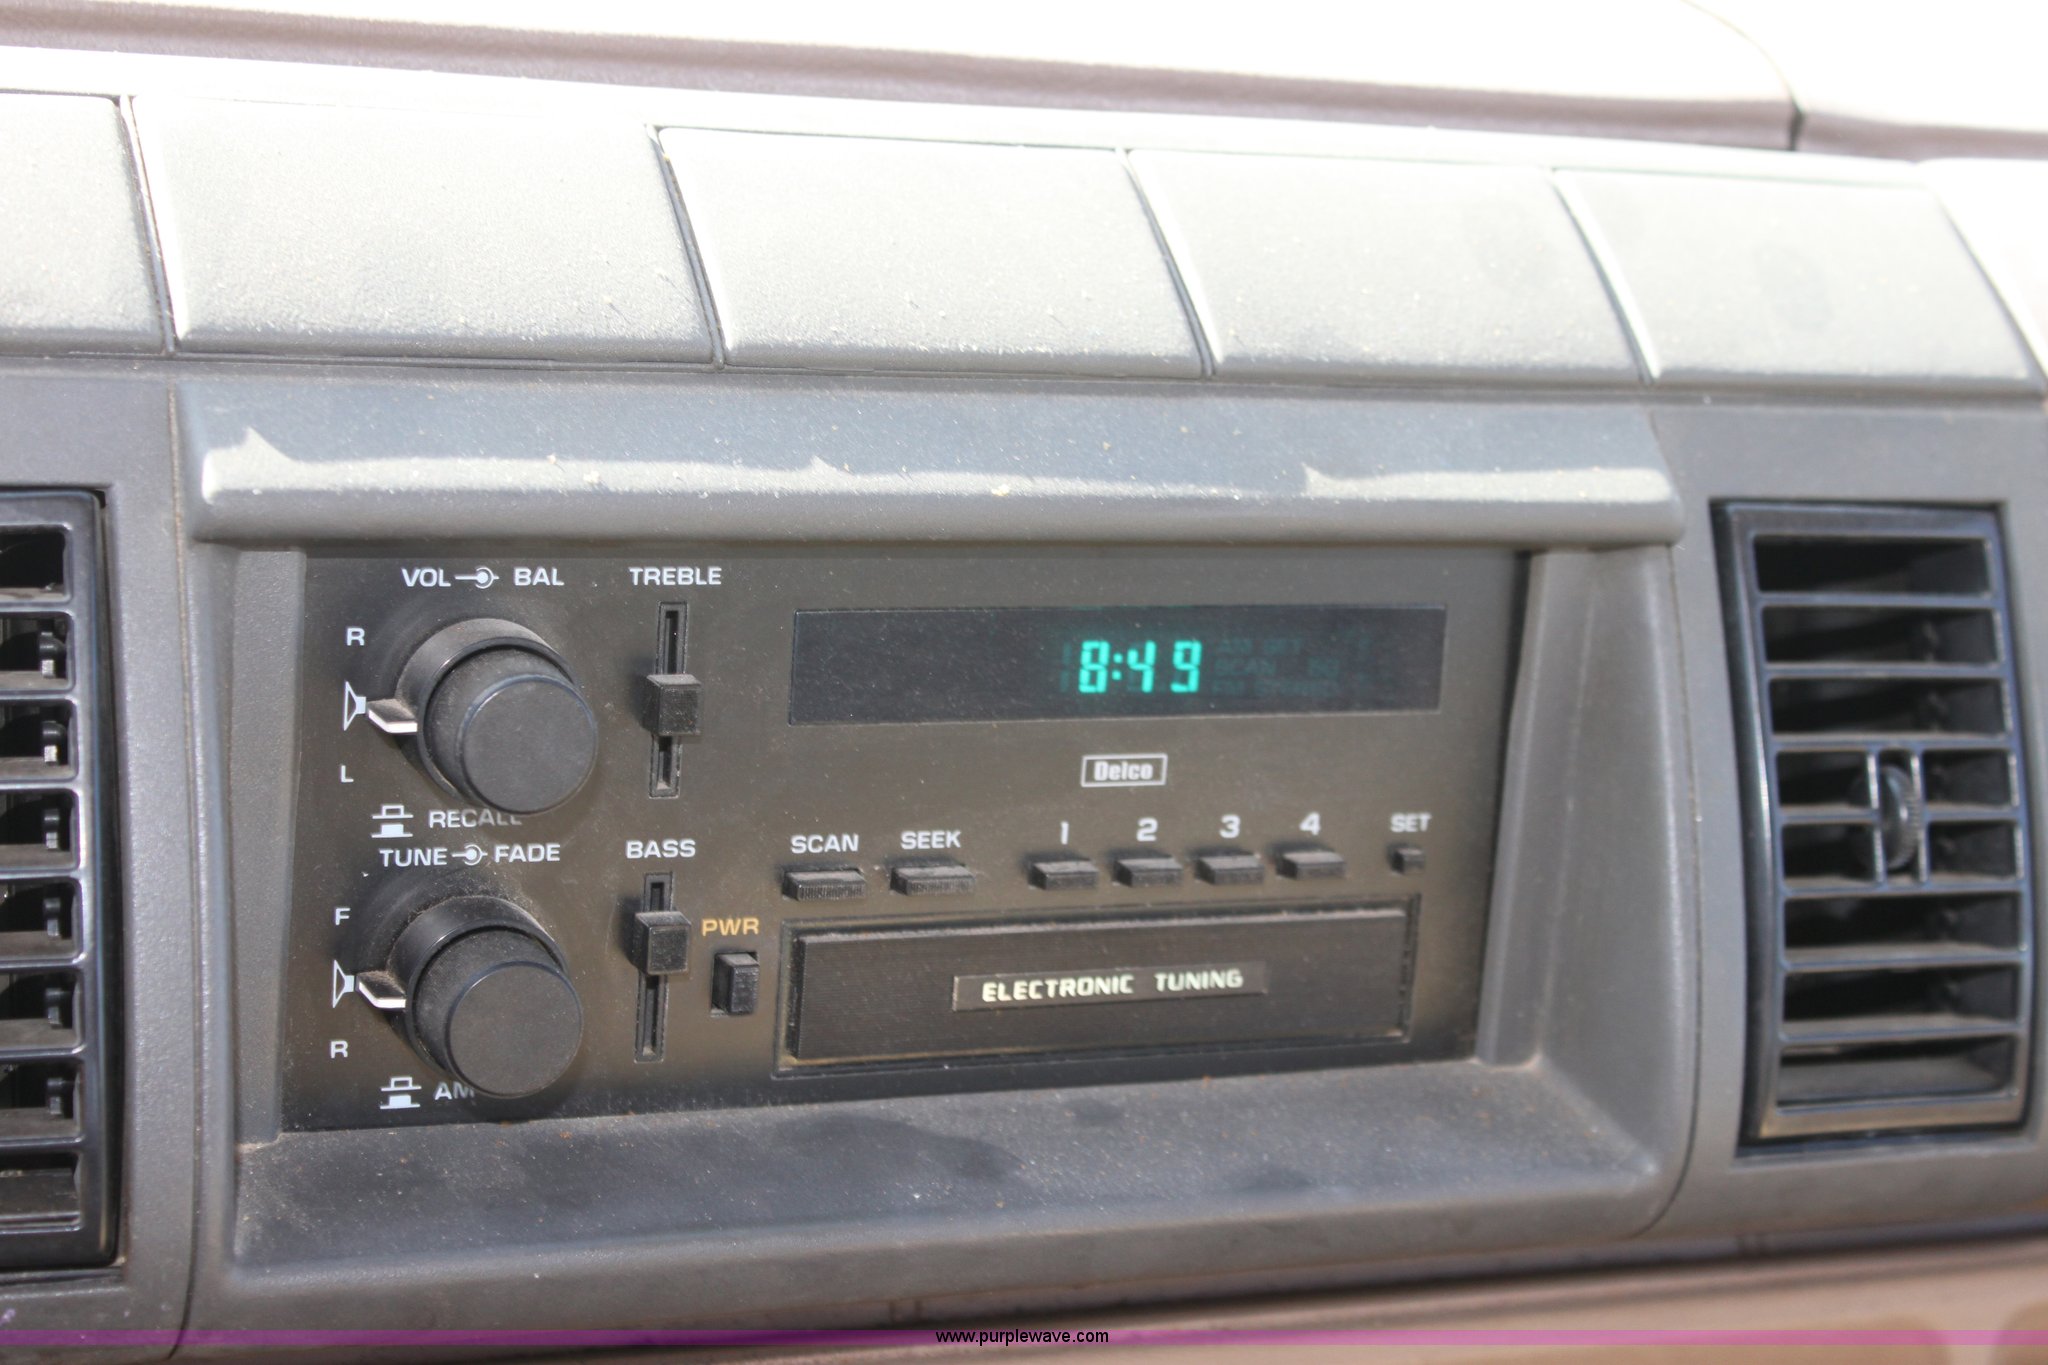 VOL BAL
TREBLE
R
8:49
L
Delco
RECALL
TUNE FADE
BASS
SCAN
SEEK
1
2
3
4
SET
F
PWR
ELECTRONIC TUNING
R
AM
www.purplewave.com